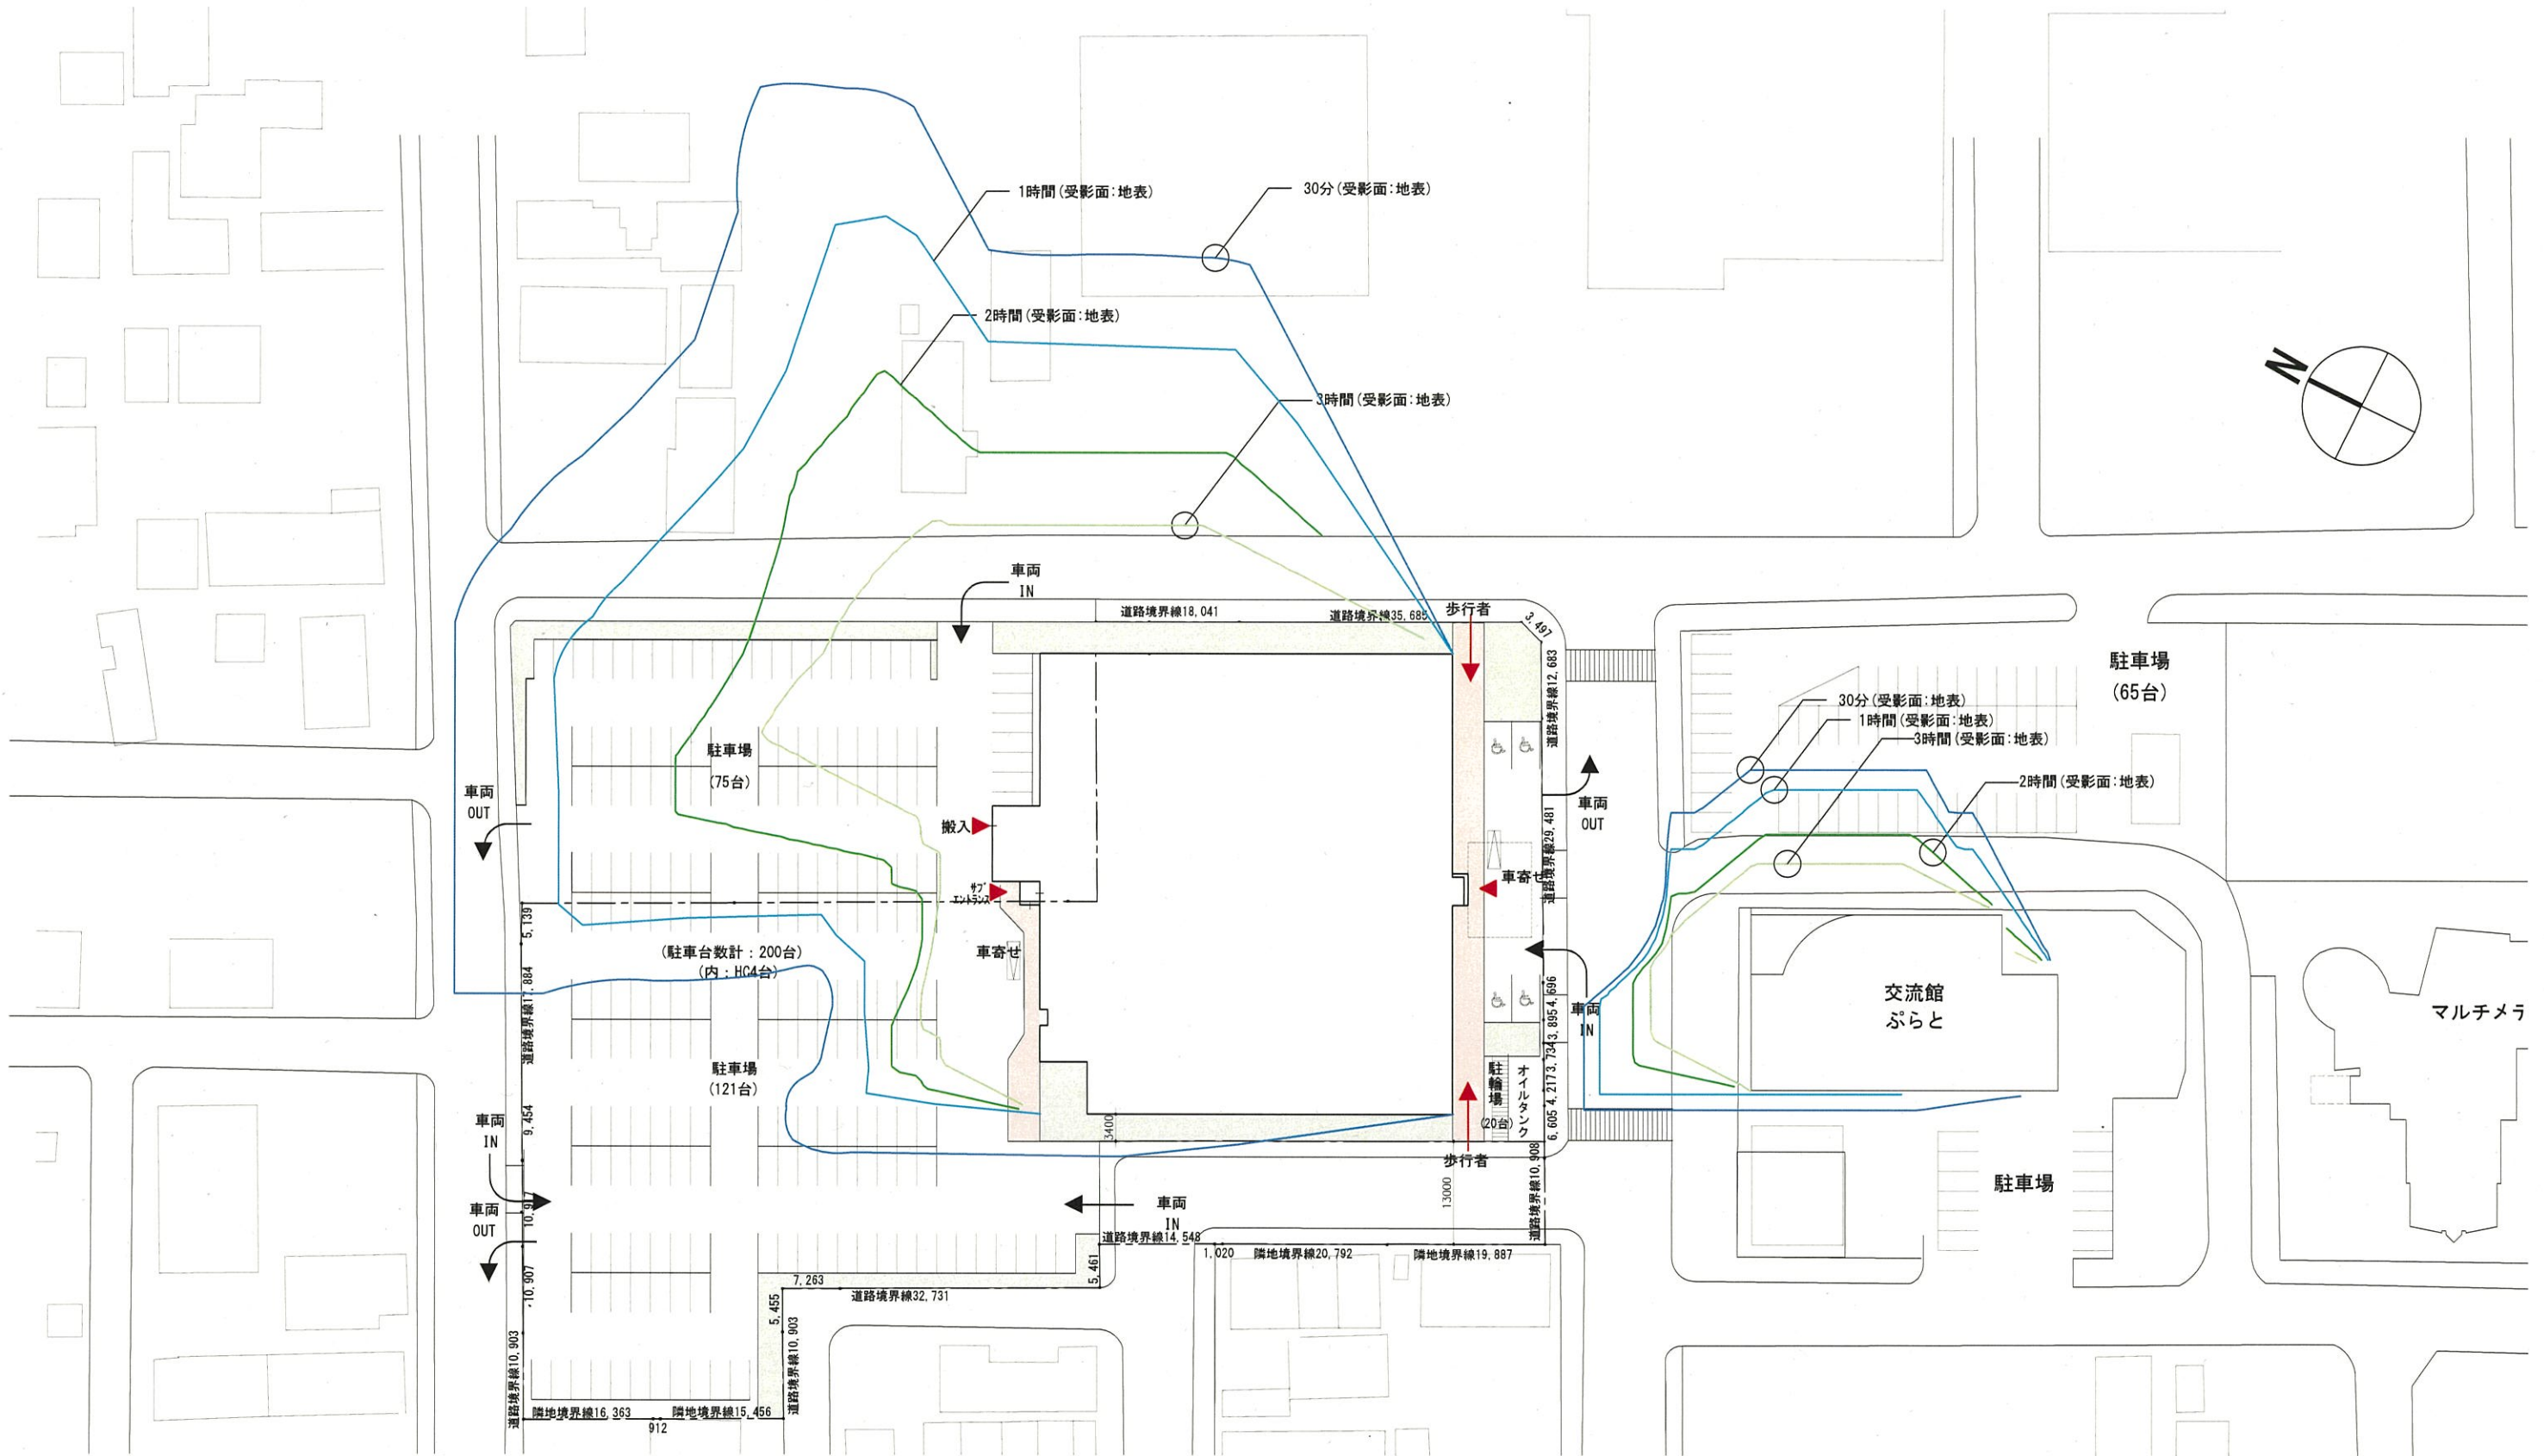 1時間(受影面:地表)
30分(受影面:地表)
2時間(受影面:地表)
3時間(受影面:地表)
N
車両
IN
道路境界線18,041
道路境界線35,685
歩行者
3,497
道路境界線12,683
駐車場
(65台)
30分(受影面:地表)
1時間(受影面:地表)
3時間(受影面:地表)
2時間(受影面:地表)
駐車場
(75台)
車両
OUT
搬入
車両
OUT
道路境界線29,481
サブ
エントランス
車寄せ
車寄せ
5,139
(駐車台数計:200台)
(内:HC4台)
道路境界線17,884
4,696
3,895
車両
IN
交流館
ぷらと
マルチメラ
駐車場
(121台)
3,734
4,217
6,605
駐輪場
(20台)
オイルタンク
9,454
車両
IN
3400
歩行者
道路境界線10,908
13000
駐車場
車両
OUT
10,917
車両
IN
道路境界線14,548
1,020
隣地境界線20,792
隣地境界線19,887
10,907
7,263
5,461
道路境界線32,731
5,455
道路境界線10,903
道路境界線10,903
隣地境界線16,363
隣地境界線15,456
912